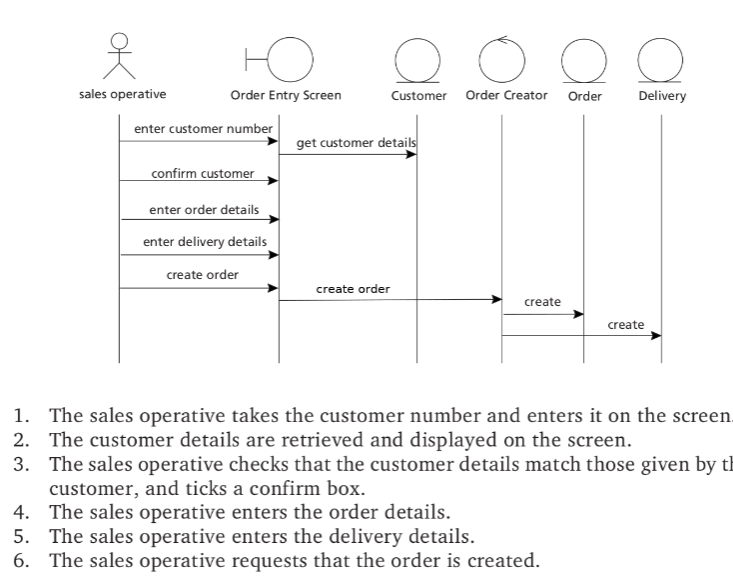 sales operative Order Entry Screen Customer Order Creator Order Delivery
enter customer number
get customer details
confirm customer
enter order details
enter delivery details
create order
create order
create
create
1. The sales operative takes the customer number and enters it on the screen.
2. The customer details are retrieved and displayed on the screen.
3. The sales operative checks that the customer details match those given by
customer, and ticks a confirm box.
4. The sales operative enters the order details.
5. The sales operative enters the delivery details.
6. The sales operative requests that the order is created.